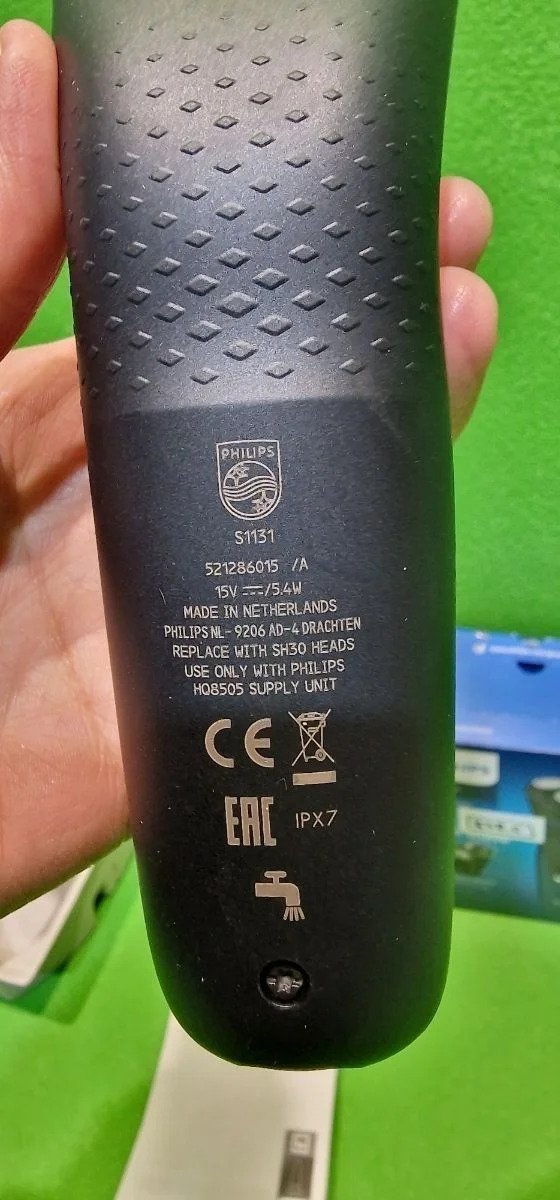 PHILIPS
S1131
521286015 /A
15V ⎓/5.4W
MADE IN NETHERLANDS
PHILIPS NL-9206 AD-4 DRACHTEN
REPLACE WITH SH30 HEADS
USE ONLY WITH PHILIPS
HQ8505 SUPPLY UNIT
CE
EAC IPX7